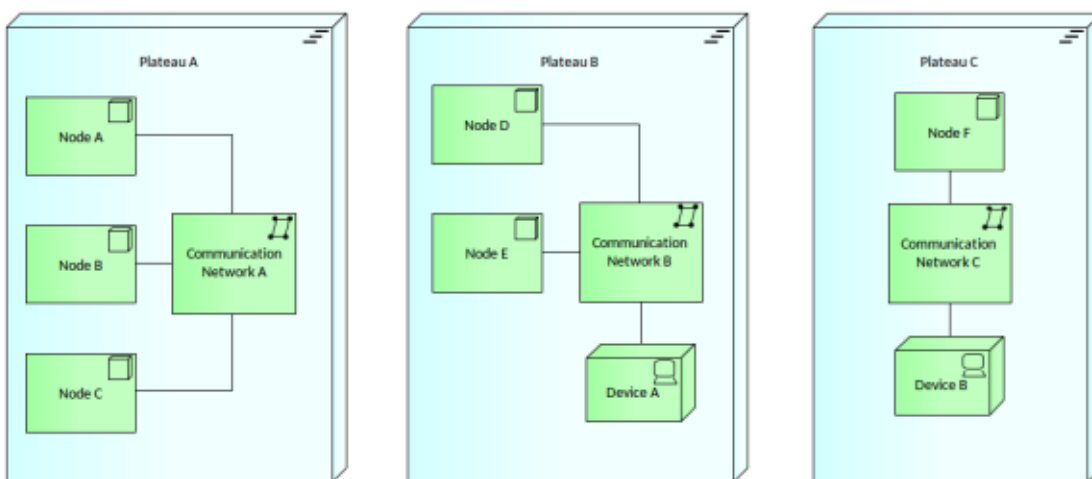 Plateau A
Node A
Node B
Communication
Network A
Node C
Plateau B
Node D
Node E
Communication
Network B
Device A
Plateau C
Node F
Communication
Network C
Device B